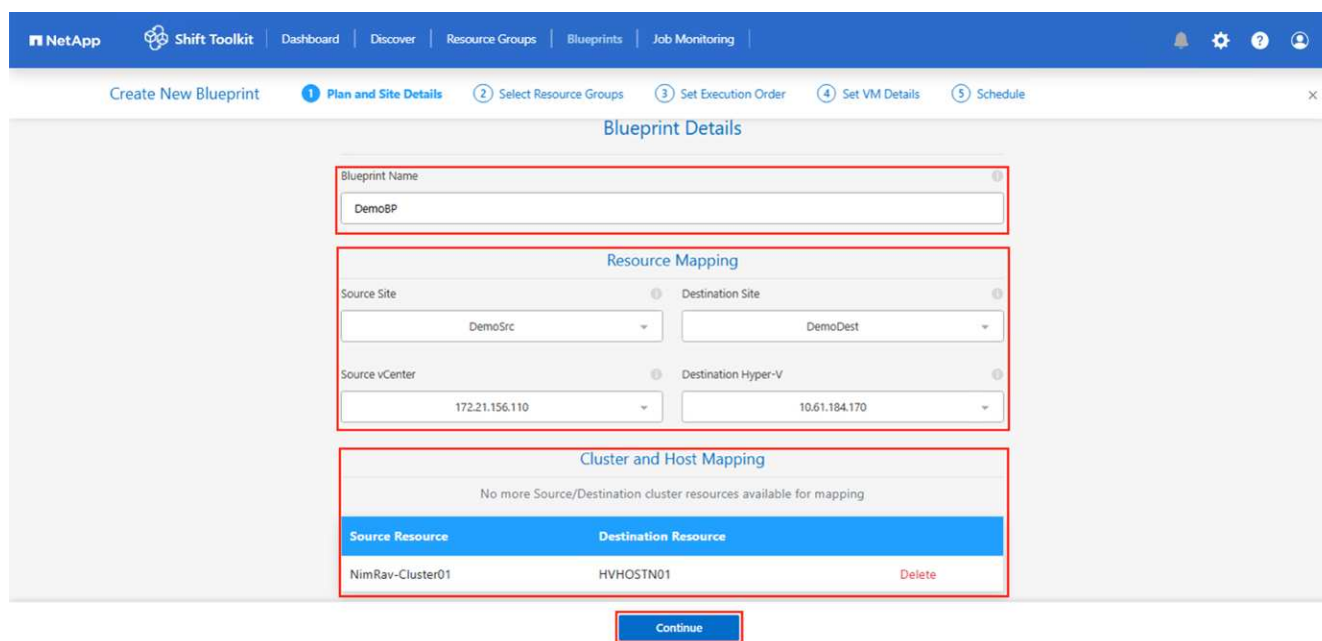 NetApp Shift Toolkit Dashboard Discover Resource Groups Blueprints Job Monitoring ?
Create New Blueprint 1 Plan and Site Details 2 Select Resource Groups 3 Set Execution Order 4 Set VM Details 5 Schedule
Blueprint Details
Blueprint Name
DemoBP
Resource Mapping
Source Site Destination Site
DemoSrc DemoDest
Source vCenter Destination Hyper-V
172.21.156.110 10.61.184.170
Cluster and Host Mapping
No more Source/Destination cluster resources available for mapping
Source Resource Destination Resource
NimRav-Cluster01 HVHOSTN01 Delete
Continue